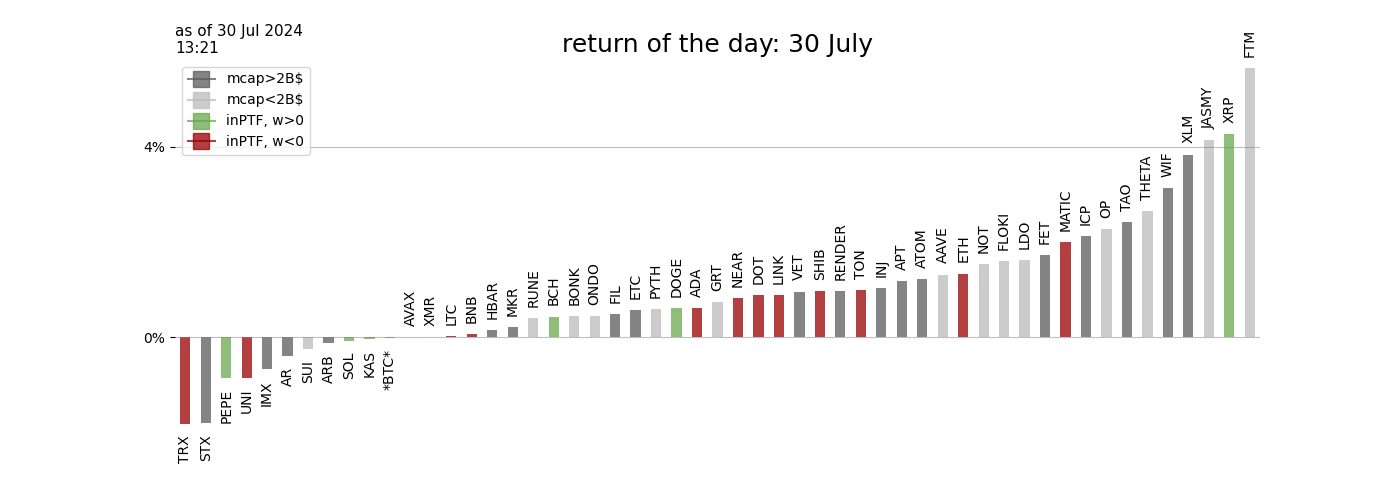 as of 30 Jul 2024
13:21
return of the day: 30 July
mcap>2B$
mcap<2B$
inPTF, w>0
inPTF, w<0
4%
0%
TRX
STX
PEPE
UNI
IMX
AR
SUI
ARB
SOL
KAS
*BTC*
AVAX
XMR
LTC
BNB
HBAR
MKR
RUNE
BCH
BONK
ONDO
FIL
ETC
PYTH
DOGE
ADA
GRT
NEAR
DOT
LINK
VET
SHIB
RENDER
TON
INJ
APT
ATOM
AAVE
ETH
NOT
FLOKI
LDO
FET
MATIC
ICP
OP
TAO
THETA
WIF
XLM
JASMY
XRP
FTM